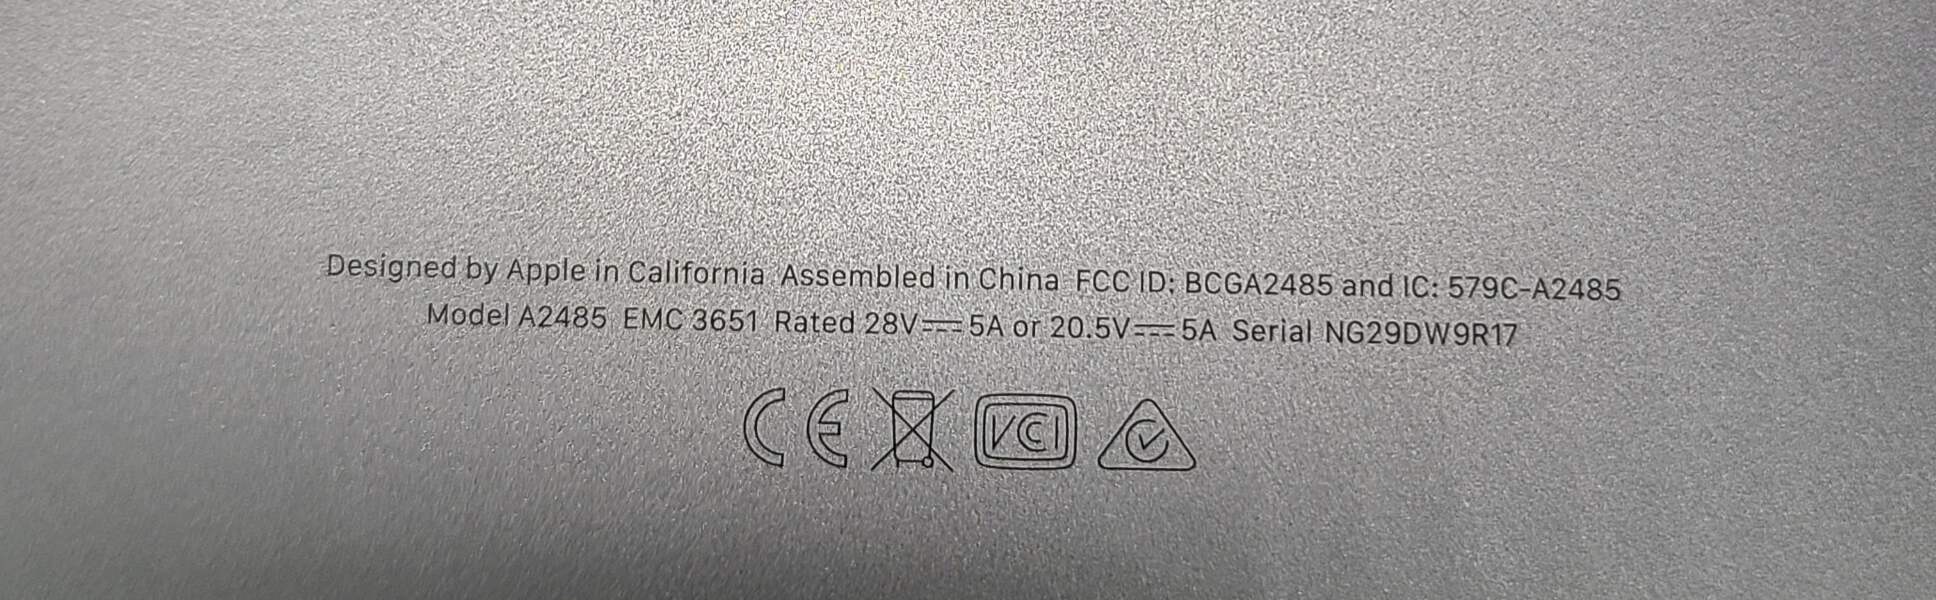 Designed by Apple in California Assembled in China FCC ID: BCGA2485 and IC: 579C-A2485
Model A2485 EMC 3651 Rated 28V⎓5A or 20.5V⎓5A Serial NG29DW9R17
CE VCI